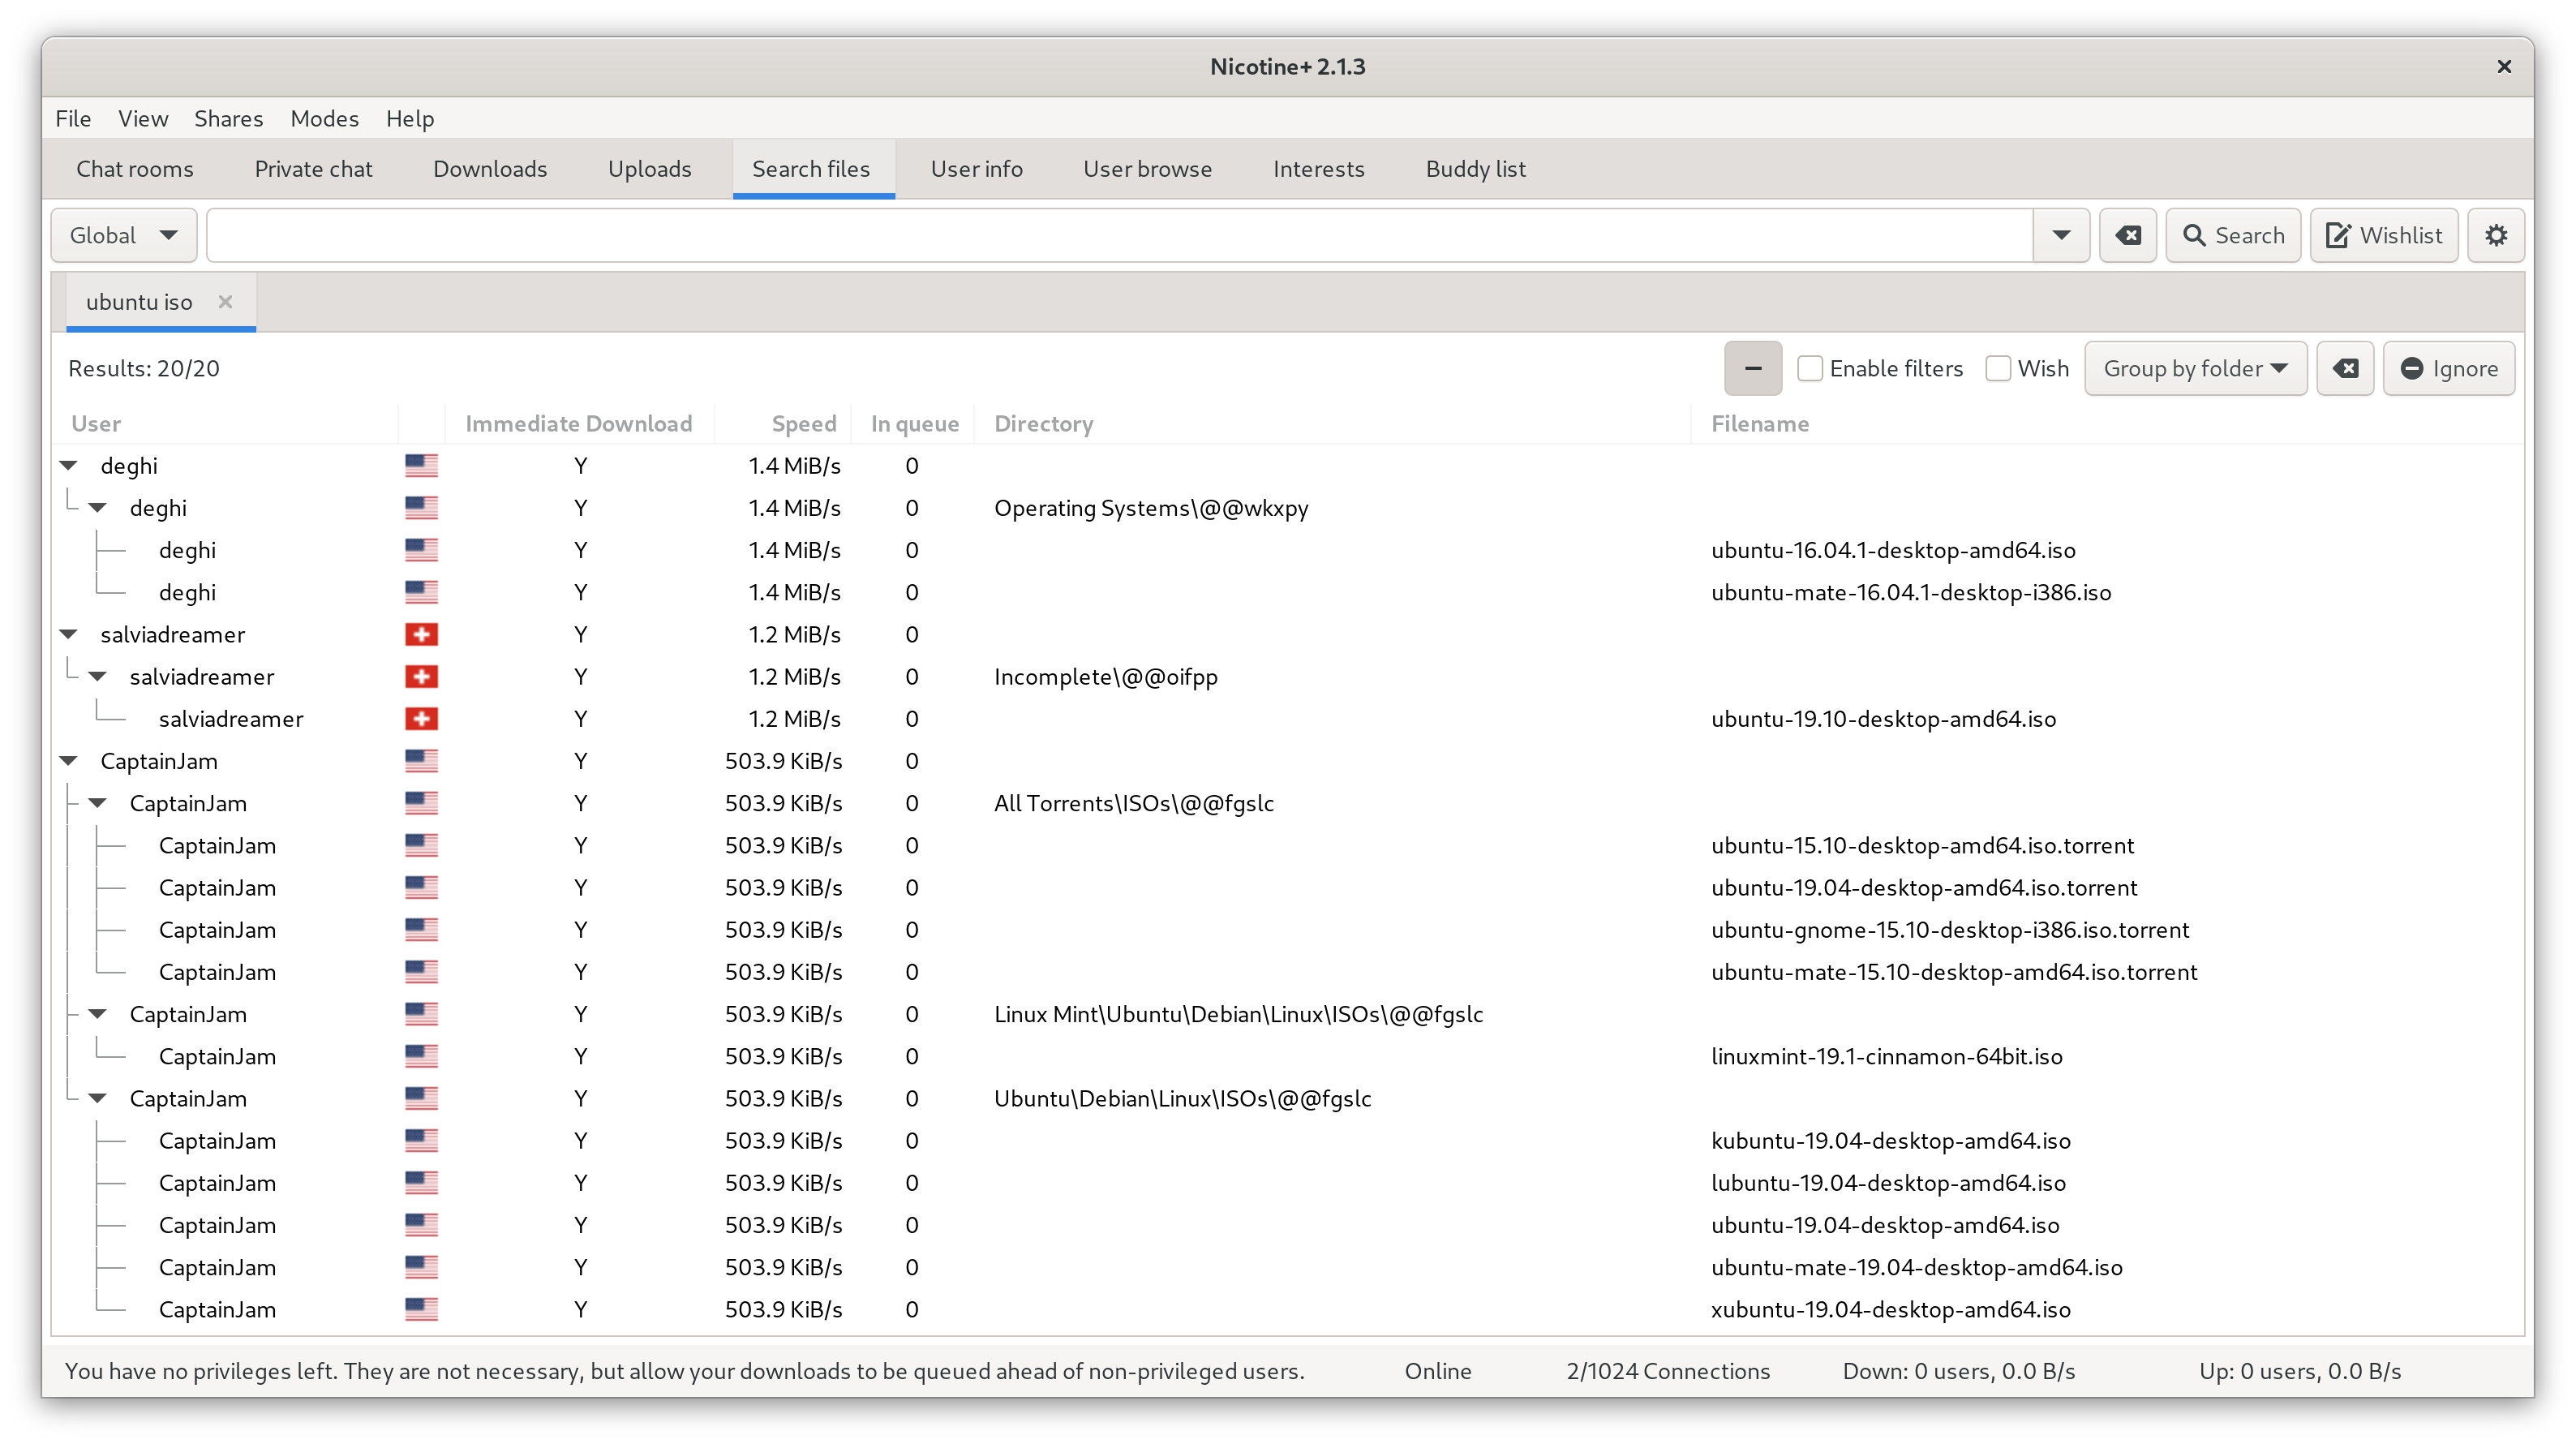 Nicotine+ 2.1.3
File View Shares Modes Help
Chat rooms Private chat Downloads Uploads Search files User info User browse Interests Buddy list
Global Search Wishlist
ubuntu iso
Results: 20/20 Enable filters Wish Group by folder Ignore
User Immediate Download Speed In queue Directory Filename
deghi Y 1.4 MiB/s 0
deghi Y 1.4 MiB/s 0 Operating Systems\@@wkxpy
deghi Y 1.4 MiB/s 0 ubuntu-16.04.1-desktop-amd64.iso
deghi Y 1.4 MiB/s 0 ubuntu-mate-16.04.1-desktop-i386.iso
salviadreamer Y 1.2 MiB/s 0
salviadreamer Y 1.2 MiB/s 0 Incomplete\@@oifpp
salviadreamer Y 1.2 MiB/s 0 ubuntu-19.10-desktop-amd64.iso
CaptainJam Y 503.9 KiB/s 0
CaptainJam Y 503.9 KiB/s 0 All Torrents\ISOs\@@fgslc
CaptainJam Y 503.9 KiB/s 0 ubuntu-15.10-desktop-amd64.iso.torrent
CaptainJam Y 503.9 KiB/s 0 ubuntu-19.04-desktop-amd64.iso.torrent
CaptainJam Y 503.9 KiB/s 0 ubuntu-gnome-15.10-desktop-i386.iso.torrent
CaptainJam Y 503.9 KiB/s 0 ubuntu-mate-15.10-desktop-amd64.iso.torrent
CaptainJam Y 503.9 KiB/s 0 Linux Mint\Ubuntu\Debian\Linux\ISOs\@@fgslc
CaptainJam Y 503.9 KiB/s 0 linuxmint-19.1-cinnamon-64bit.iso
CaptainJam Y 503.9 KiB/s 0 Ubuntu\Debian\Linux\ISOs\@@fgslc
CaptainJam Y 503.9 KiB/s 0 kubuntu-19.04-desktop-amd64.iso
CaptainJam Y 503.9 KiB/s 0 lubuntu-19.04-desktop-amd64.iso
CaptainJam Y 503.9 KiB/s 0 ubuntu-19.04-desktop-amd64.iso
CaptainJam Y 503.9 KiB/s 0 ubuntu-mate-19.04-desktop-amd64.iso
CaptainJam Y 503.9 KiB/s 0 xubuntu-19.04-desktop-amd64.iso
You have no privileges left. They are not necessary, but allow your downloads to be queued ahead of non-privileged users. Online 2/1024 Connections Down: 0 users, 0.0 B/s Up: 0 users, 0.0 B/s